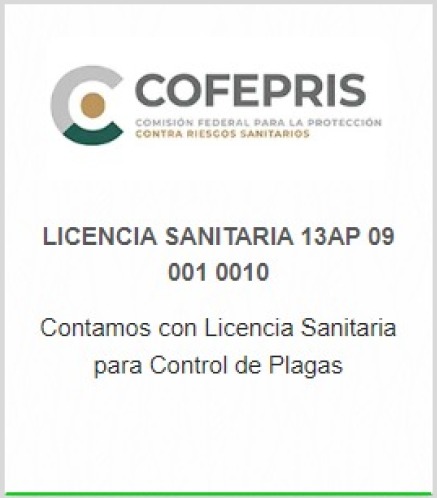 COFEPRIS
COMISIÓN FEDERAL PARA LA PROTECCIÓN
CONTRA RIESGOS SANITARIOS
LICENCIA SANITARIA 13AP 09
001 0010
Contamos con Licencia Sanitaria
para Control de Plagas